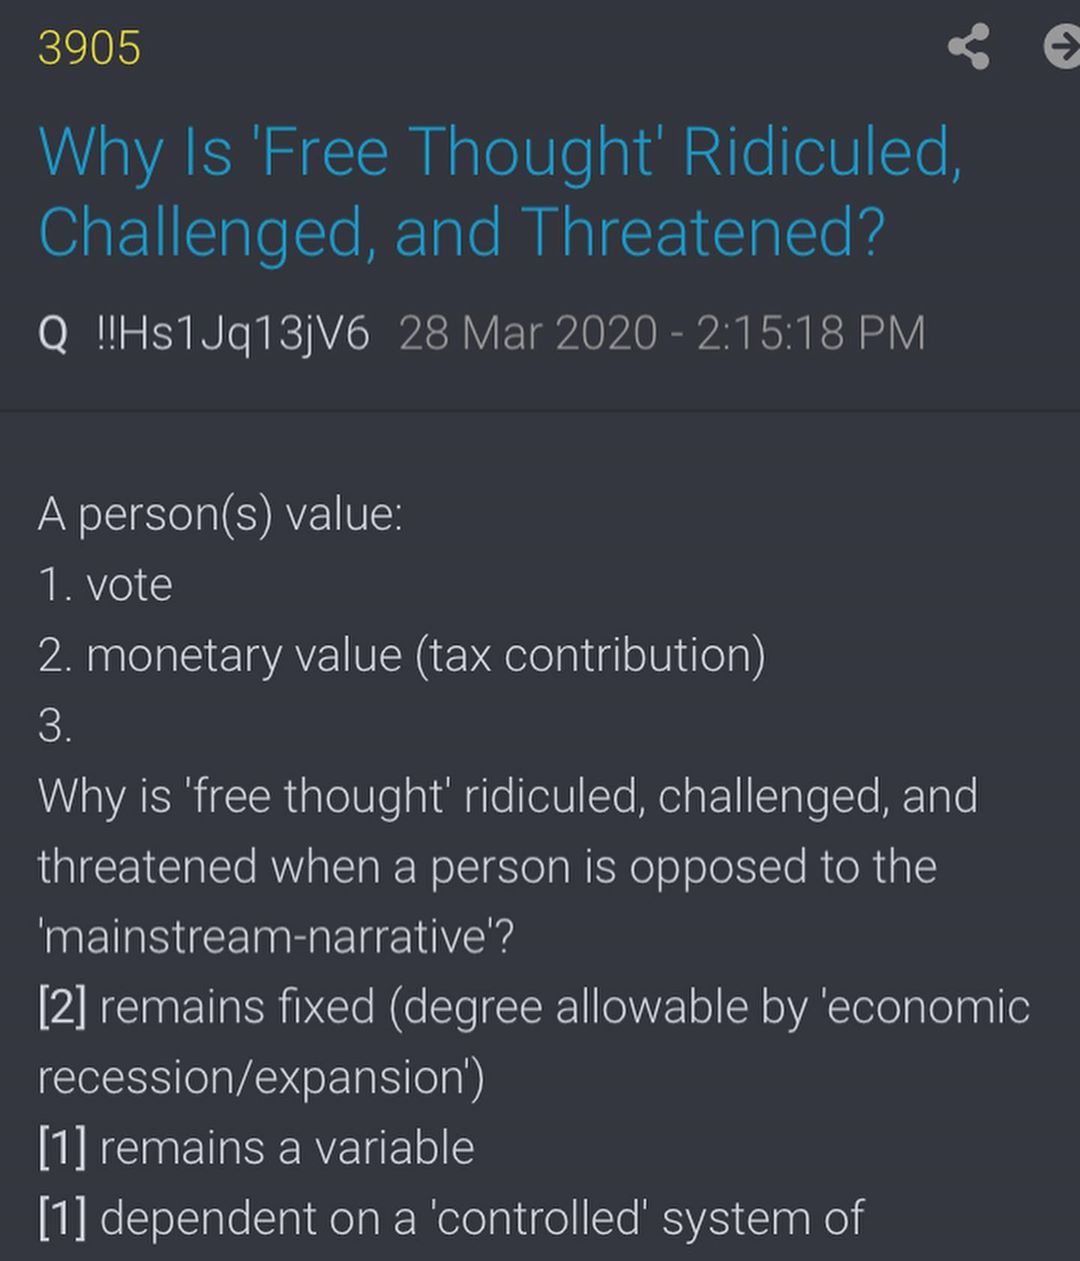 3905
Why Is 'Free Thought' Ridiculed,
Challenged, and Threatened?
Q !!Hs1Jq13jV6 28 Mar 2020 - 2:15:18 PM
A person(s) value:
1. vote
2. monetary value (tax contribution)
3.
Why is 'free thought' ridiculed, challenged, and
threatened when a person is opposed to the
'mainstream-narrative'?
[2] remains fixed (degree allowable by 'economic
recession/expansion')
[1] remains a variable
[1] dependent on a 'controlled' system of